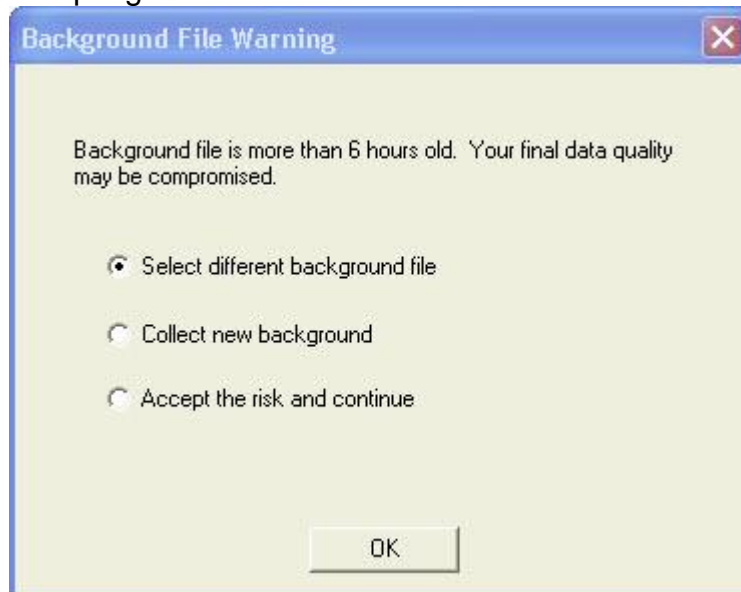 Background File Warning
Background file is more than 6 hours old.  Your final data quality
may be compromised.
Select different background file
Collect new background
Accept the risk and continue
OK